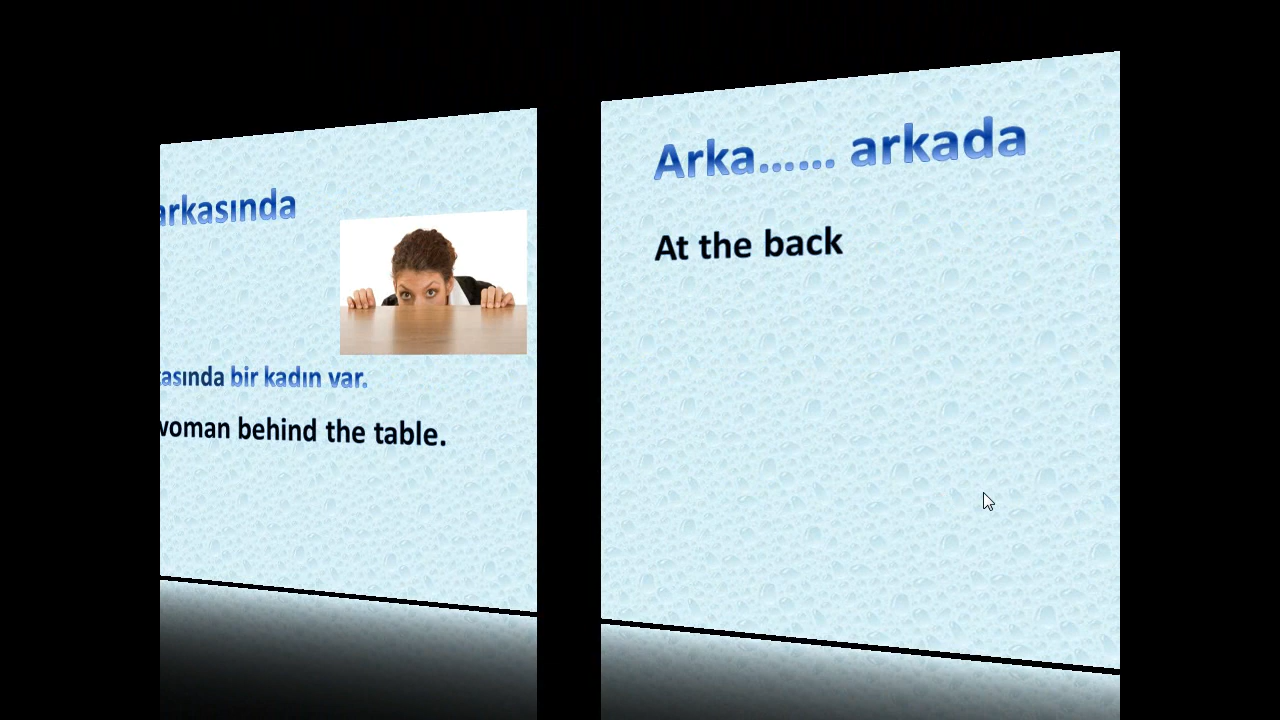 arkasında
asında bir kadın var.
woman behind the table.
Arka...... arkada
At the back